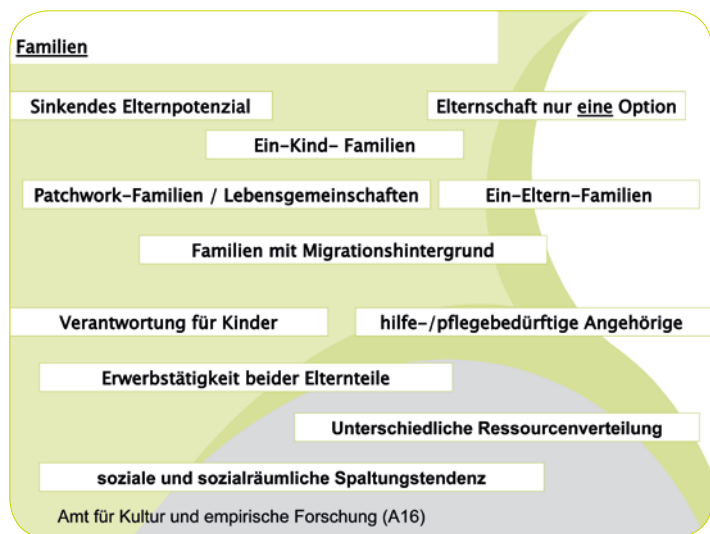 Familien
Sinkendes Elternpotenzial
Elternschaft nur eine Option
Ein-Kind- Familien
Patchwork-Familien / Lebensgemeinschaften
Ein-Eltern-Familien
Familien mit Migrationshintergrund
Verantwortung für Kinder
hilfe-/pflegebedürftige Angehörige
Erwerbstätigkeit beider Elternteile
Unterschiedliche Ressourcenverteilung
soziale und sozialräumliche Spaltungstendenz
Amt für Kultur und empirische Forschung (A16)